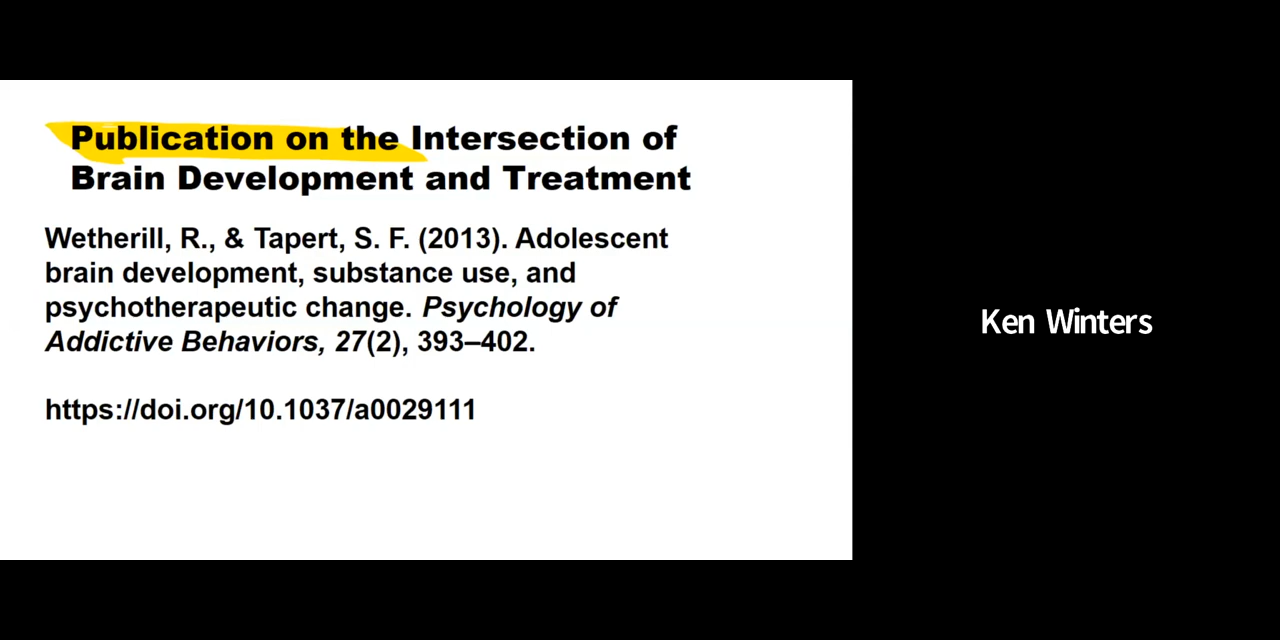 Publication on the Intersection of
Brain Development and Treatment
Wetherill, R., & Tapert, S. F. (2013). Adolescent
brain development, substance use, and
psychotherapeutic change. Psychology of
Addictive Behaviors, 27(2), 393–402.
https://doi.org/10.1037/a0029111
Ken Winters